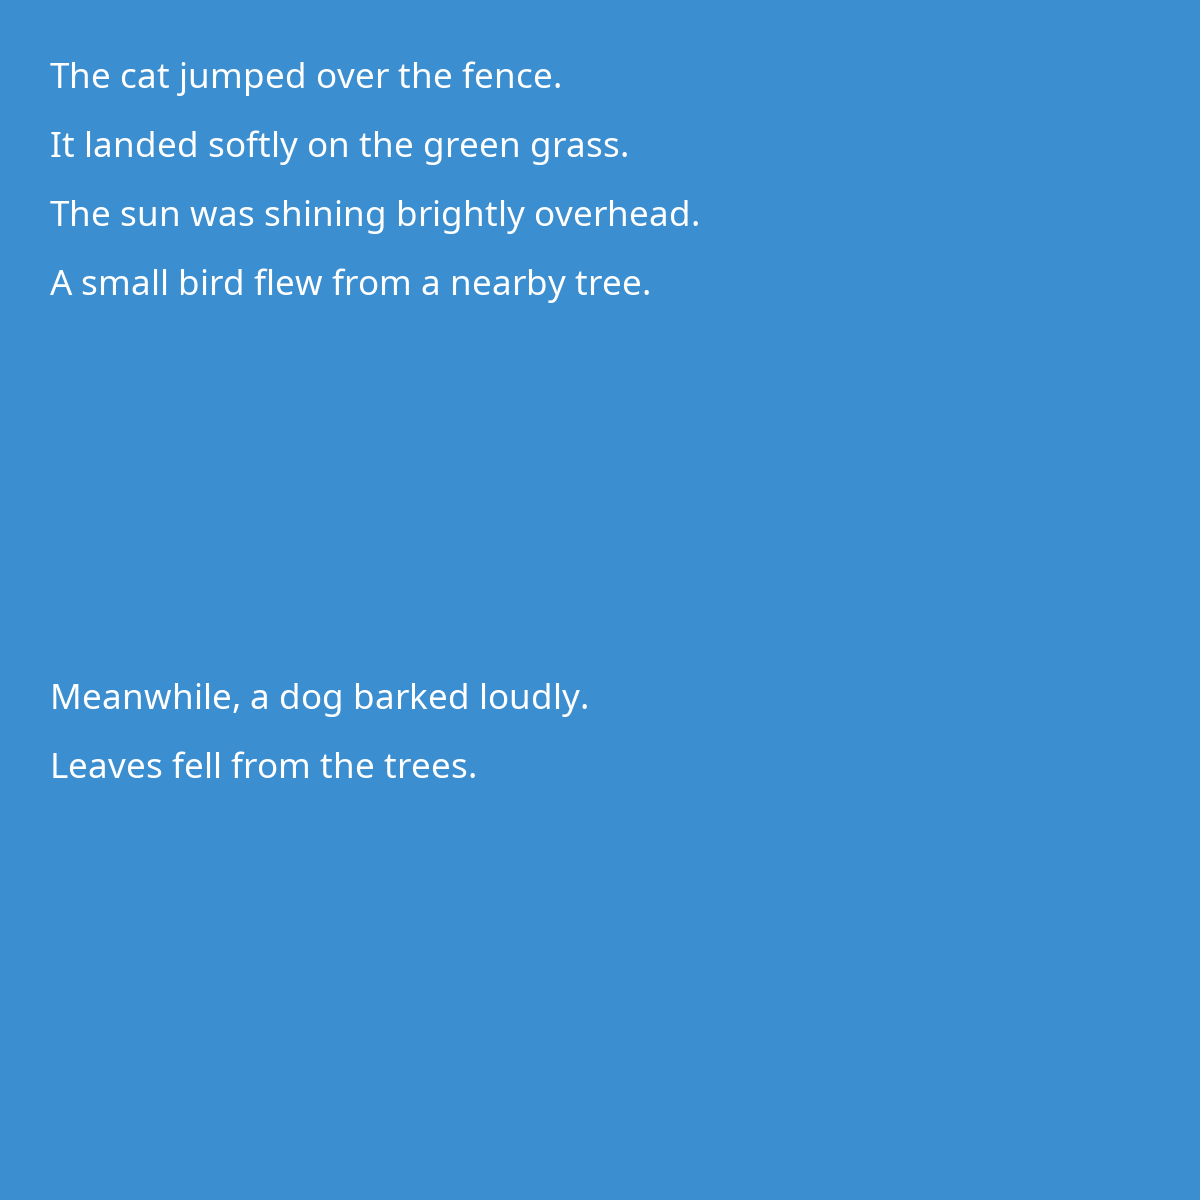 The cat jumped over the fence.
It landed softly on the green grass.
The sun was shining brightly overhead.
A small bird flew from a nearby tree.
Meanwhile, a dog barked loudly.
Leaves fell from the trees.